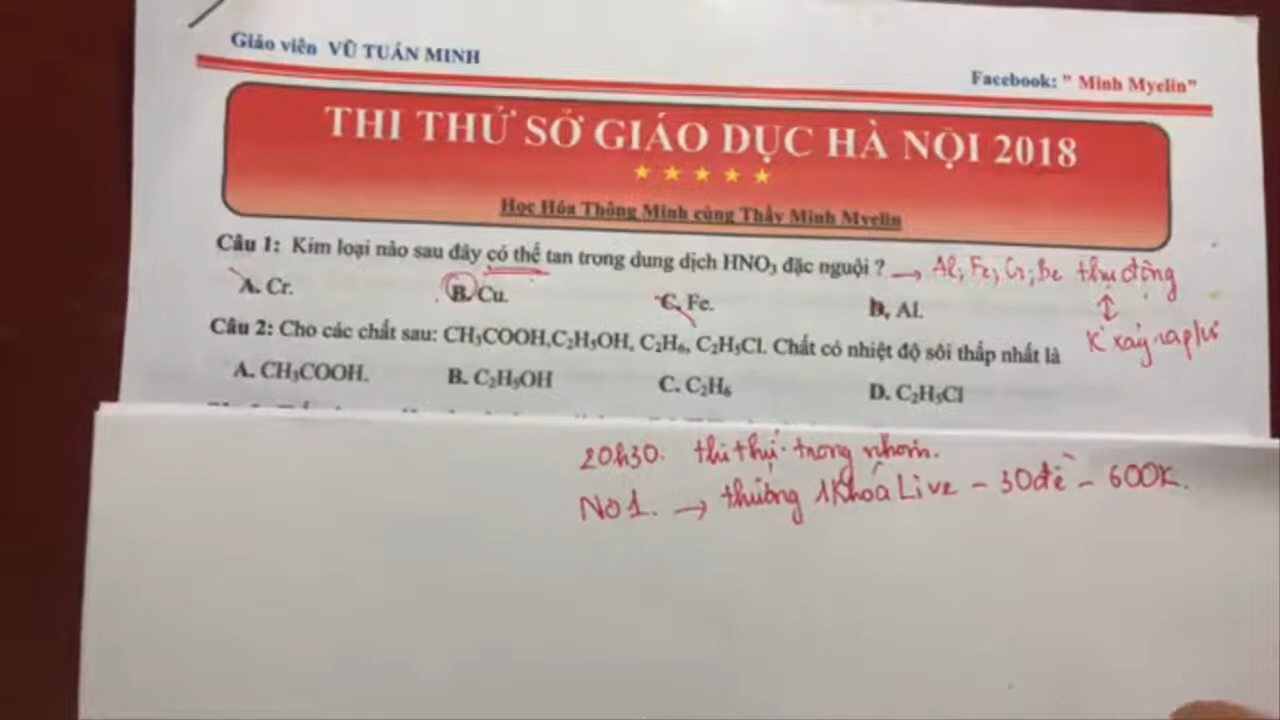 Giáo viên VŨ TUẤN MINH
Facebook: " Minh Myelin"
THI THỬ SỞ GIÁO DỤC HÀ NỘI 2018
Học Hóa Thông Minh cùng Thầy Minh Myelin
Câu 1: Kim loại nào sau đây có thể tan trong dung dịch HNO₃ đặc nguội ? → Al, Fe, Cr, Be thụ động
A. Cr. B. Cu. C. Fe. D. Al.
↕
K xảy ra p/ư
Câu 2: Cho các chất sau: CH₃COOH,C₂H₅OH, C₂H₆, C₂H₅Cl. Chất có nhiệt độ sôi thấp nhất là
A. CH₃COOH. B. C₂H₅OH C. C₂H₆ D. C₂H₅Cl
20h30. thi thử trong nhóm.
No1. → thưởng 1 khoá Live - 30 đề - 600K.